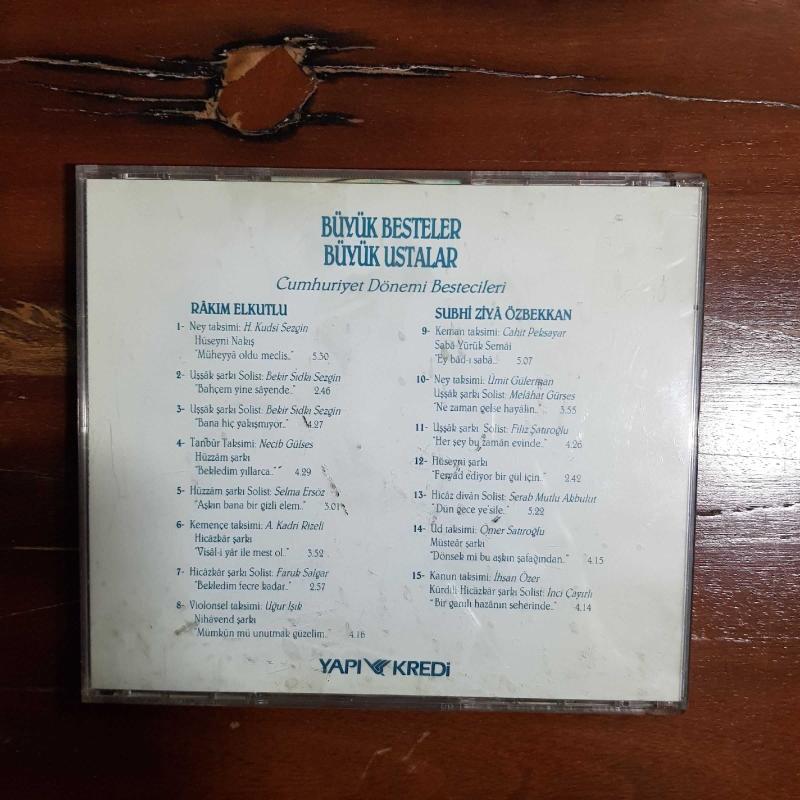 BÜYÜK BESTELER
BÜYÜK USTALAR
Cumhuriyet Dönemi Bestecileri
RÂKIM ELKUTLU
1- Ney taksimi: H. Kudsi Sezgin
Hüseyni Nakış
"Müheyyâ oldu meclis.." 5.30
2- Uşşâk şarkı Solist: Bekir Sıdkı Sezgin
"Bahçem yine sâyende.." 2.46
3- Uşşâk şarkı Solist: Bekir Sıdkı Sezgin
"Bana hiç yakışmıyor.." 4.27
4- Tanbûr Taksimi: Necib Gülses
Hüzzâm şarkı
"Bekledim yıllarca.." 4.29
5- Hüzzâm şarkı Solist: Selma Ersöz
"Aşkın bana bir gizli elem.." 3.01
6- Kemençe taksimi: A. Kadri Rizeli
Hicâzkâr şarkı
"Visâl-i yâr ile mest ol.." 3.52
7- Hicâzkâr şarkı Solist: Faruk Salgar
"Bekledim fecre kadar.." 2.57
8- Violonsel taksimi: Uğur Işık
Nihâvend şarkı
"Mümkün mü unutmak güzelim.." 4.16
SUBHİ ZİYÂ ÖZBEKKAN
9- Keman taksimi: Cahit Peksayar
Sabâ Yürük Semâi
"Ey bâd-ı sabâ.. 5.07
10- Ney taksimi: Ümit Gülerman
Uşşâk şarkı Solist: Melâhat Gürses
"Ne zaman gelse hayâlin.." 3.55
11- Uşşâk şarkı Solist: Filiz Şatıroğlu
"Her şey bu zamân evinde.." 4.26
12- Hüseyni şarkı
"Feryâd ediyor bir gül için.." 2.42
13- Hicâz divân Solist: Serab Mutlu Akbulut
"Dün gece ye'sile.." 5.22
14- Ud taksimi: Ömer Satıroğlu
Müsteâr şarkı
"Dönsek mi bu aşkın şafağından.." 4.15
15- Kanun taksimi: İhsan Özer
Kürdili Hicâzkâr şarkı Solist: İnci Çayırlı
"Bir gamlı hazânın seherinde.." 4.14
YAPI KREDİ